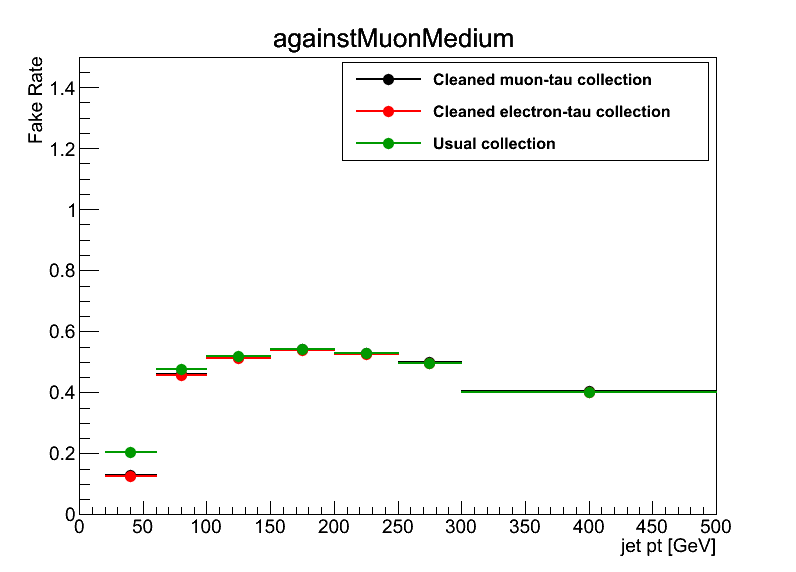 againstMuonMedium
Fake Rate
Cleaned muon-tau collection
Cleaned electron-tau collection
Usual collection
1.4
1.2
1
0.8
0.6
0.4
0.2
0
0 50 100 150 200 250 300 350 400 450 500
jet pt [GeV]